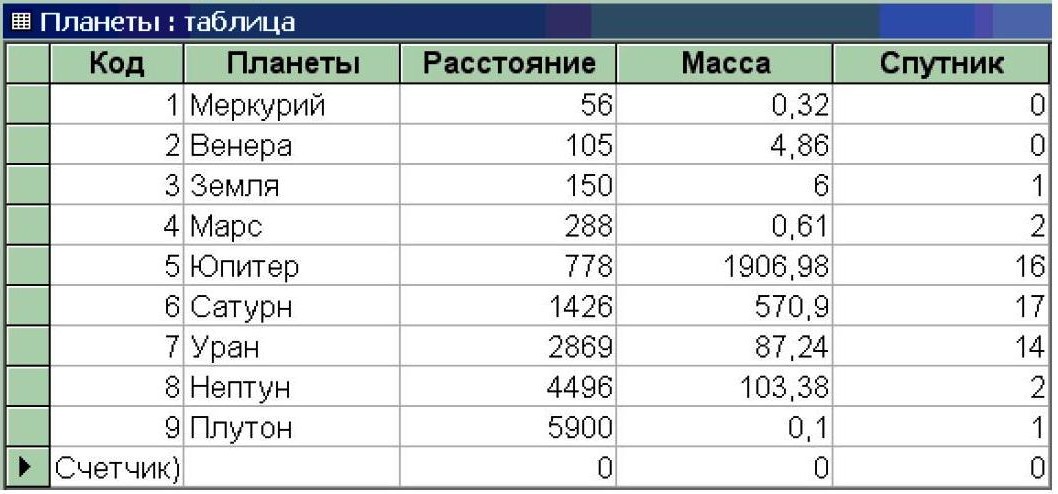 Планеты : таблица
Код Планеты Расстояние Масса Спутник
1 Меркурий 56 0,32 0
2 Венера 105 4,86 0
3 Земля 150 6 1
4 Марс 288 0,61 2
5 Юпитер 778 1906,98 16
6 Сатурн 1426 570,9 17
7 Уран 2869 87,24 14
8 Нептун 4496 103,38 2
9 Плутон 5900 0,1 1
Счетчик) 0 0 0